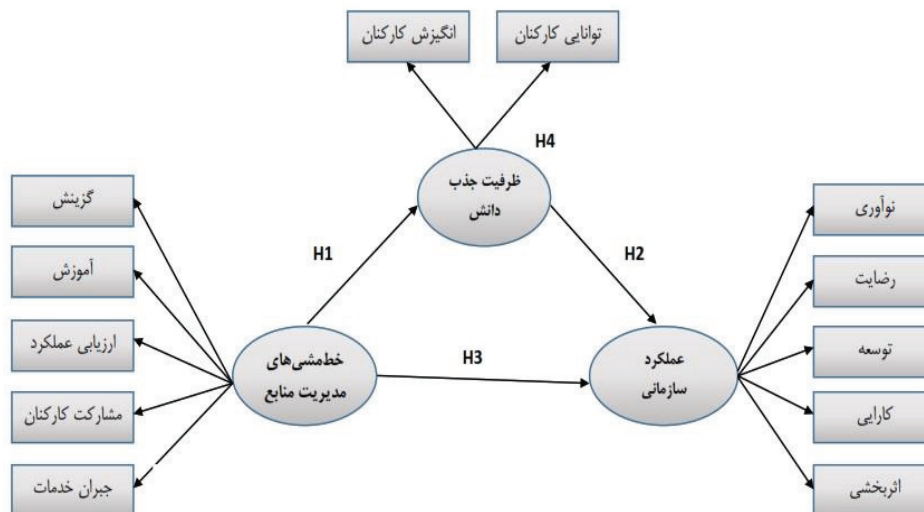 انگیزش کارکنان
توانایی کارکنان
H4
ظرفیت جذب
دانش
گزینش
آموزش
ارزیابی عملکرد
مشارکت کارکنان
جبران خدمات
H1
H2
H3
خط‌مشی‌های
مدیریت منابع
عملکرد
سازمانی
نوآوری
رضایت
توسعه
کارایی
اثربخشی